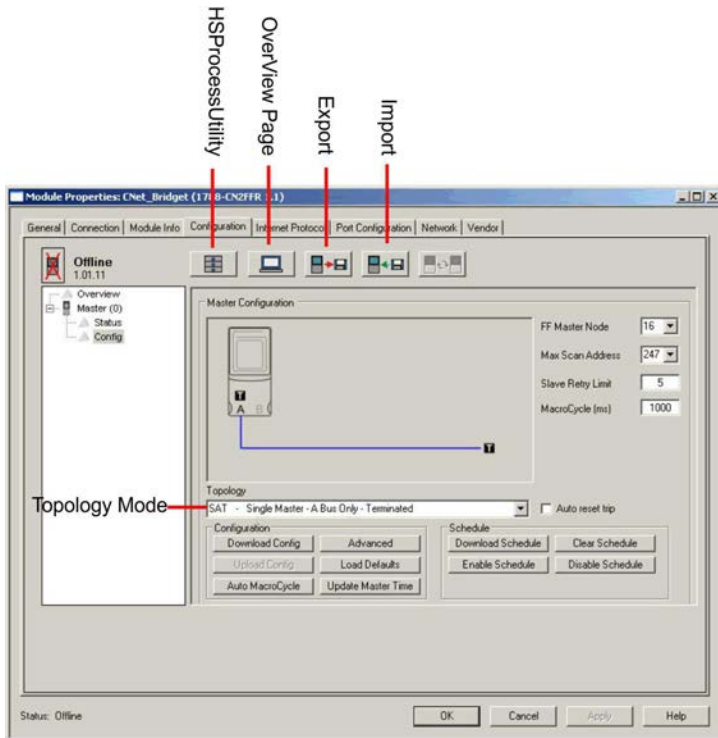 HSProcessUtility
OverView Page
Export
Import
Module Properties: CNet_Bridget (1788-CN2FFR 1.1)
General
Connection
Module Info
Configuration
Internet Protocol
Port Configuration
Network
Vendor
Offline
1.01.11
Overview
Master (0)
Status
Config
Master Configuration
T
A B
T
FF Master Node 16
Max Scan Address 247
Slave Retry Limit 5
MacroCycle (ms) 1000
Topology Mode
Topology
SAT - Single Master - A Bus Only - Terminated
Auto reset trip
Configuration
Download Config
Advanced
Upload Config
Load Defaults
Auto MacroCycle
Update Master Time
Schedule
Download Schedule
Clear Schedule
Enable Schedule
Disable Schedule
Status: Offline
OK
Cancel
Apply
Help